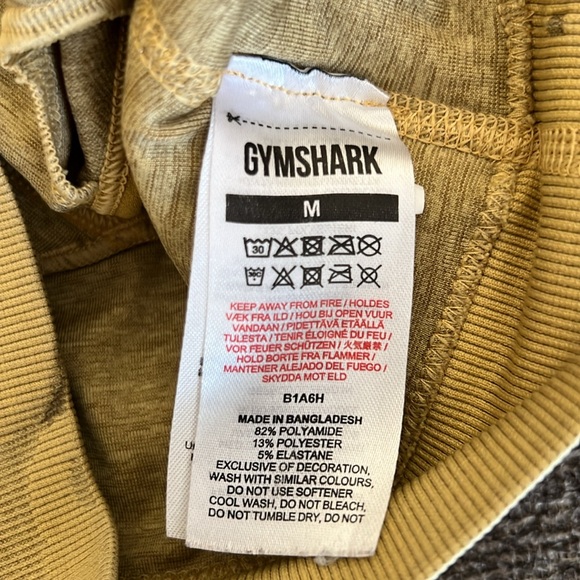 GYMSHARK
M
30
KEEP AWAY FROM FIRE / HOLDES
VÆK FRA ILD / HOU BIJ OPEN VUUR
VANDAAN / PIDETTÄVÄ ETÄÄLLÄ
TULESTA / TENIR ÉLOIGNÉ DU FEU /
VOR FEUER SCHÜTZEN / 火気厳禁 /
HOLD BORTE FRA FLAMMER /
MANTENER ALEJADO DEL FUEGO /
SKYDDA MOT ELD
B1A6H
MADE IN BANGLADESH
82% POLYAMIDE
13% POLYESTER
5% ELASTANE
EXCLUSIVE OF DECORATION,
WASH WITH SIMILAR COLOURS,
DO NOT USE SOFTENER
COOL WASH, DO NOT BLEACH,
DO NOT TUMBLE DRY, DO NOT